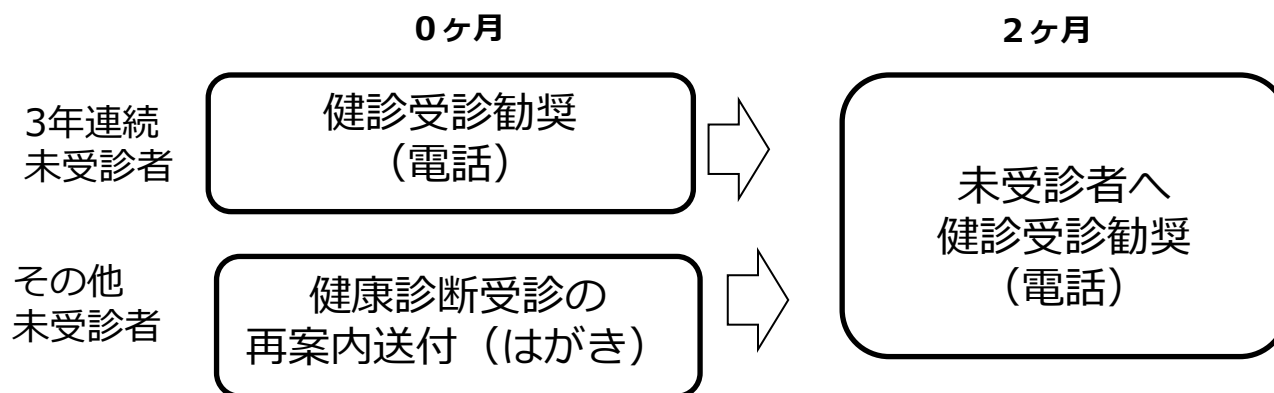 0ヶ月
2ヶ月
3年連続
未受診者
健診受診勧奨
（電話）
その他
未受診者
健康診断受診の
再案内送付（はがき）
未受診者へ
健診受診勧奨
（電話）